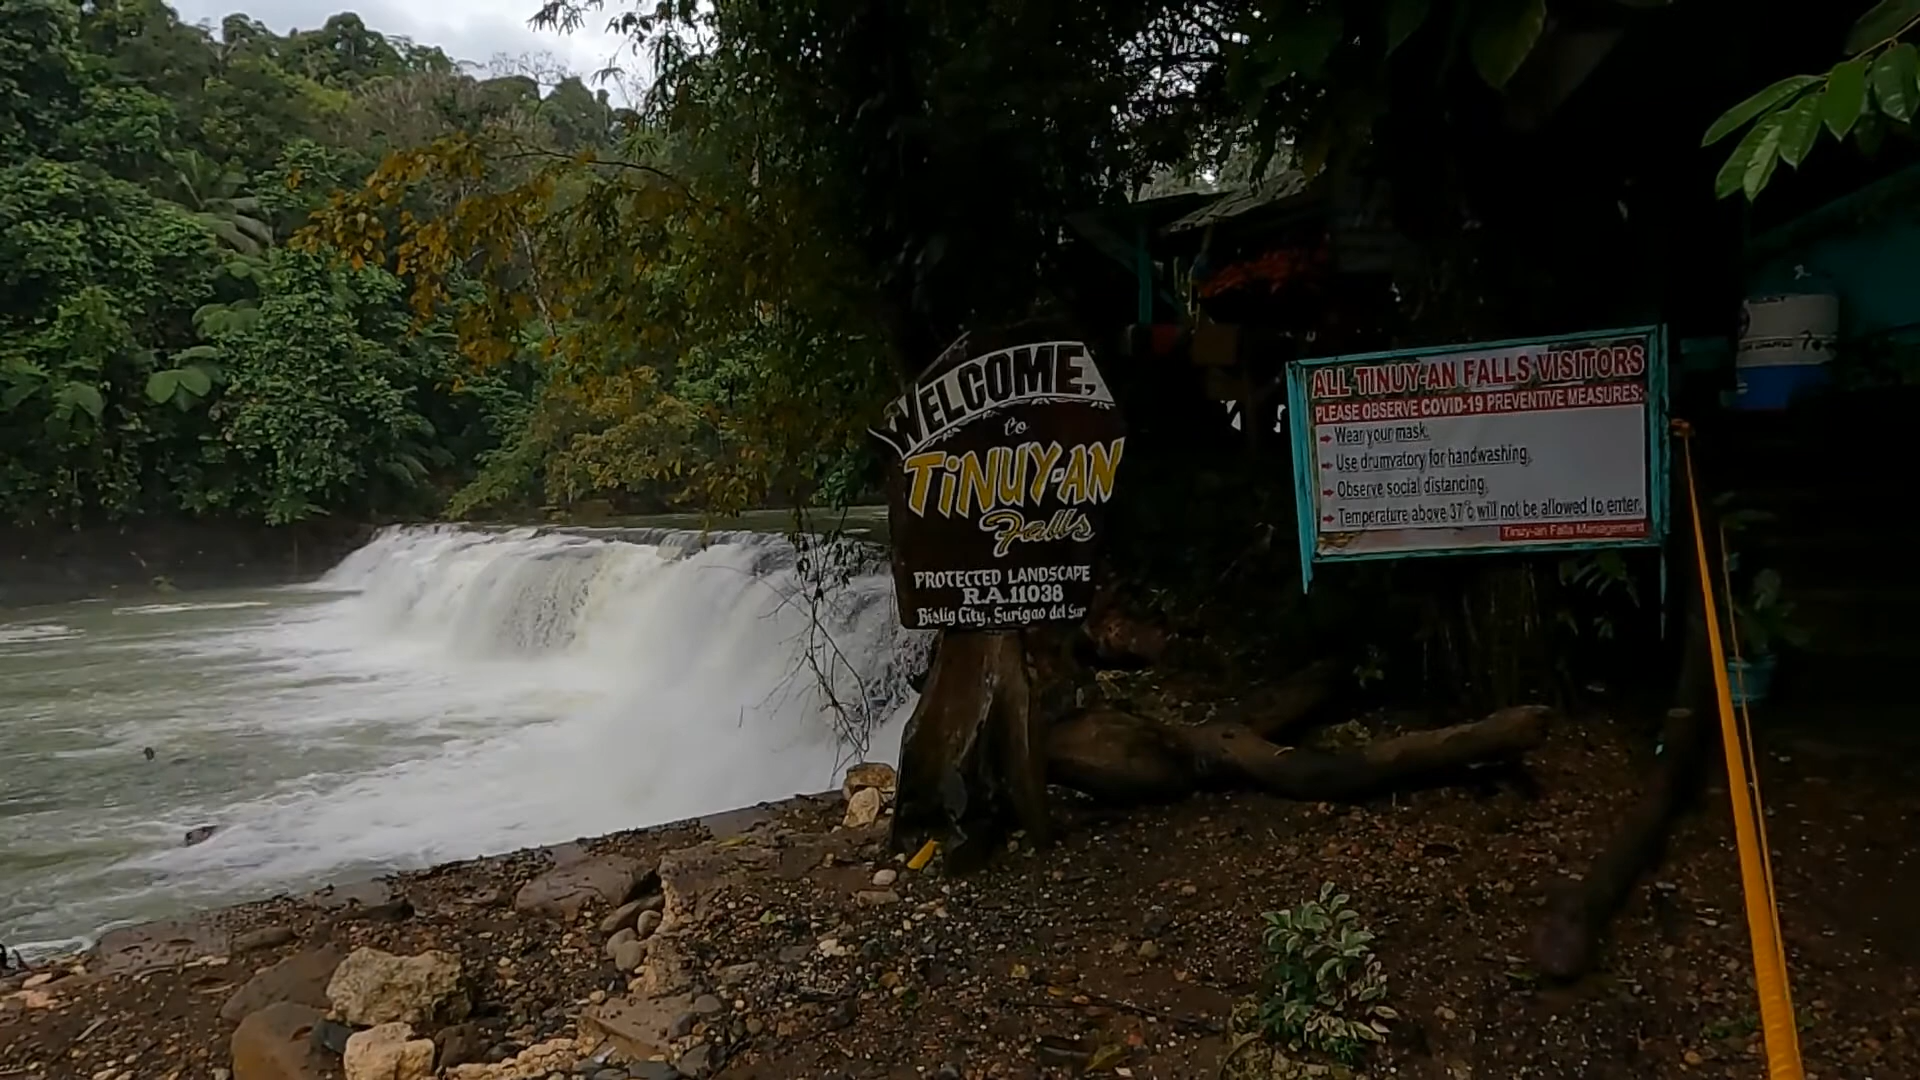 WELCOME,
to
TiNUY-AN
Falls
PROTECTED LANDSCAPE
R.A.11038
Bislig City, Surigao del Sur
ALL TINUY-AN FALLS VISITORS
PLEASE OBSERVE COVID-19 PREVENTIVE MEASURES:
Wear your mask.
Use drumvatory for handwashing.
Observe social distancing.
Temperature above 37°c will not be allowed to enter.
Tinuy-an Falls Management